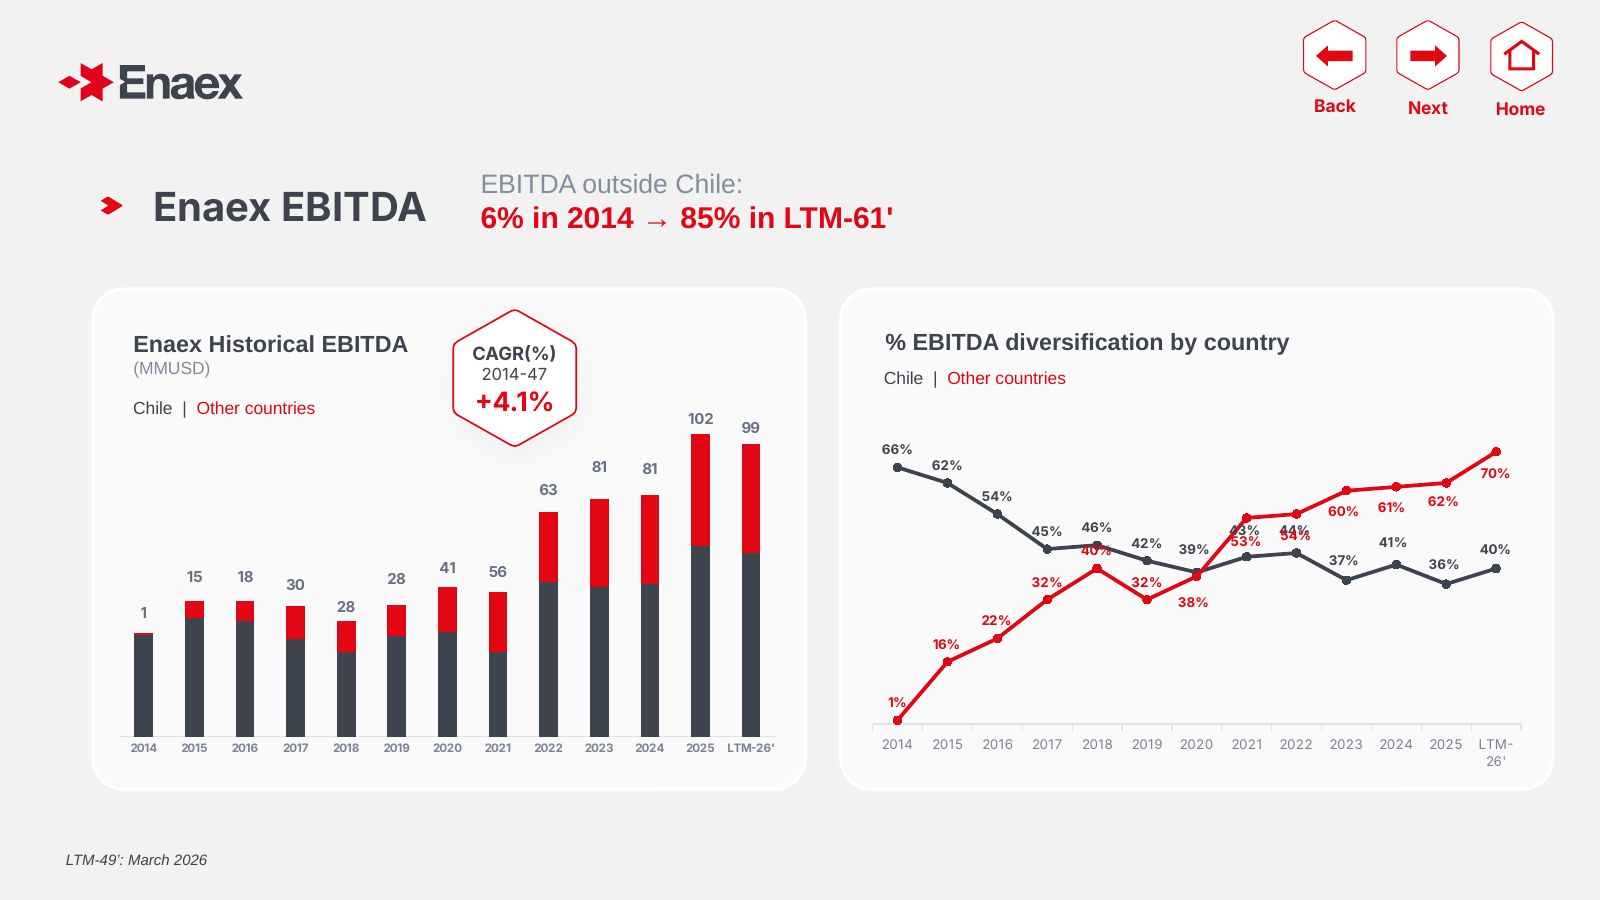 Enaex
Back
Next
Home
Enaex EBITDA
EBITDA outside Chile:
6% in 2014 → 85% in LTM-61'
Enaex Historical EBITDA
(MMUSD)
Chile | Other countries
CAGR(%)
2014-47
+4.1%
1
15
18
30
28
28
41
56
63
81
81
102
99
2014 2015 2016 2017 2018 2019 2020 2021 2022 2023 2024 2025 LTM-26'
% EBITDA diversification by country
Chile | Other countries
66% 62% 54% 45% 46% 42% 39% 43% 44% 37% 41% 36% 40%
1% 16% 22% 32% 40% 32% 38% 53% 54% 60% 61% 62% 70%
2014 2015 2016 2017 2018 2019 2020 2021 2022 2023 2024 2025 LTM-
26'
LTM-49': March 2026